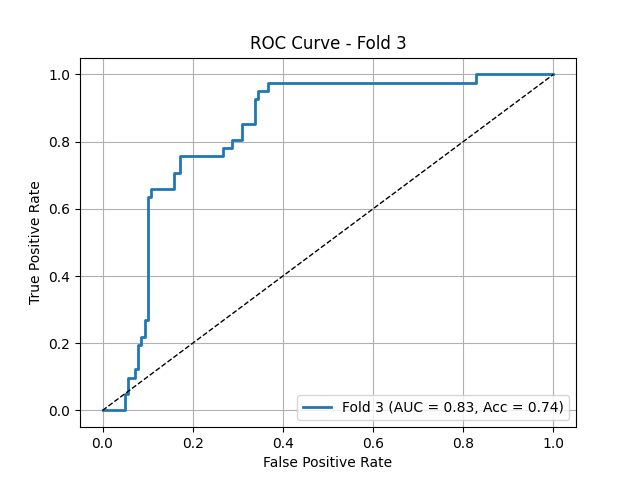 ROC Curve - Fold 3
True Positive Rate
1.0
0.8
0.6
0.4
0.2
0.0
Fold 3 (AUC = 0.83, Acc = 0.74)
0.0 0.2 0.4 0.6 0.8 1.0
False Positive Rate